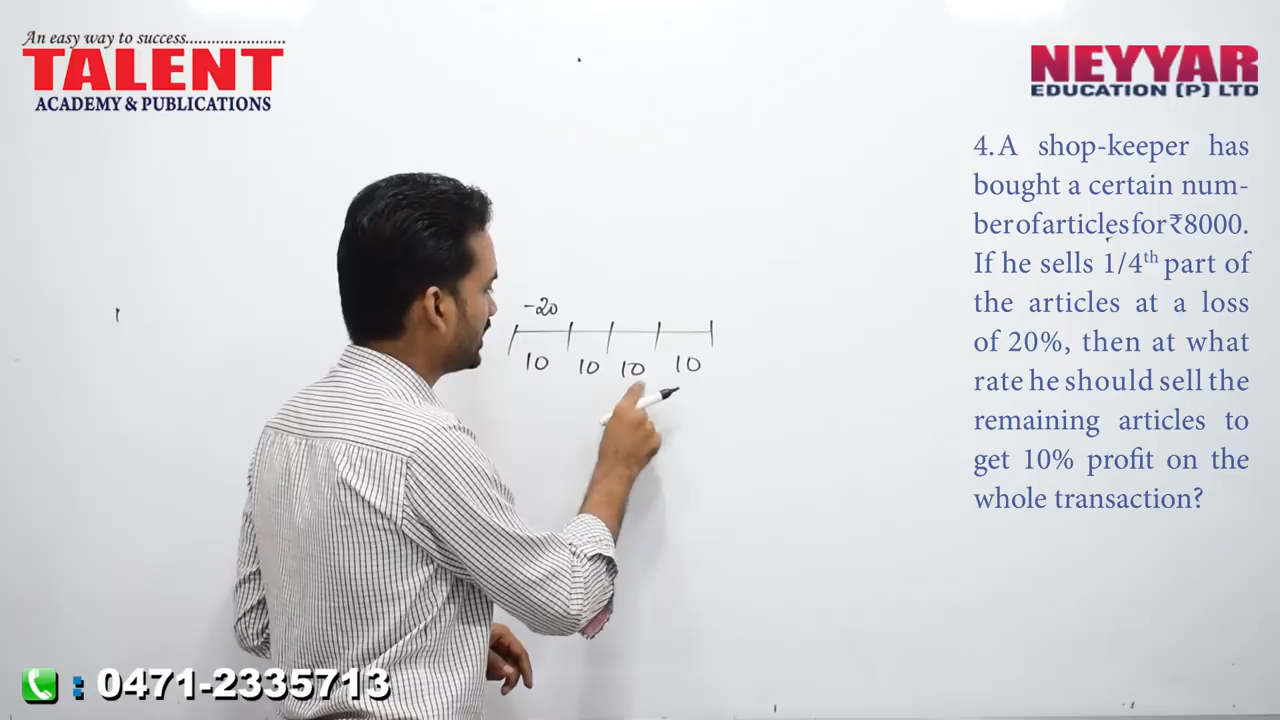 An easy way to success.......................
TALENT
ACADEMY & PUBLICATIONS
NEYYAR
EDUCATION (P) LTD
4. A shop-keeper has
bought a certain num-
ber of articles for ₹8000.
If he sells 1/4th part of
the articles at a loss
of 20%, then at what
rate he should sell the
remaining articles to
get 10% profit on the
whole transaction?
-20
10 10 10 10
: 0471-2335713